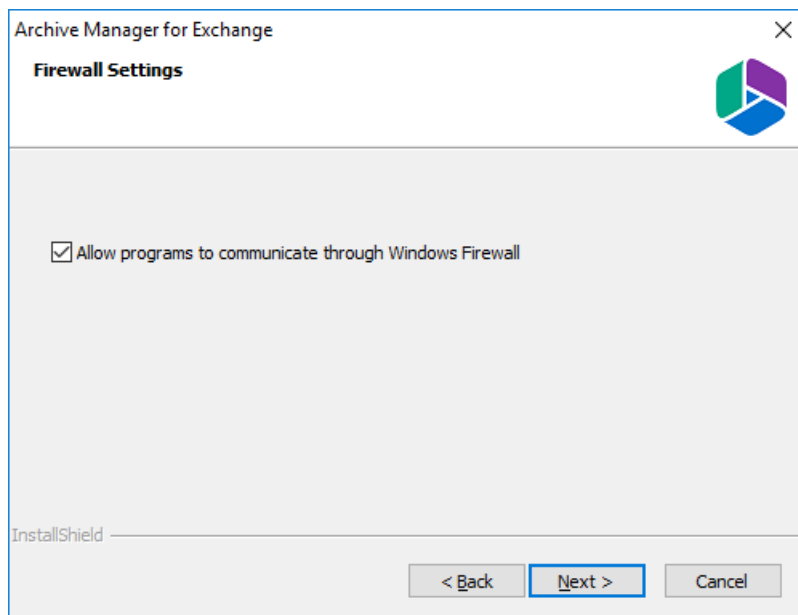 Archive Manager for Exchange
Firewall Settings
Allow programs to communicate through Windows Firewall
InstallShield
< Back
Next >
Cancel